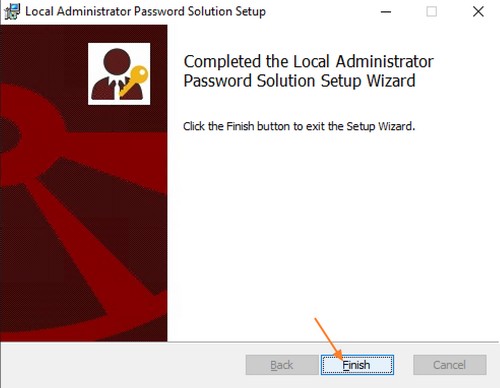 Local Administrator Password Solution Setup
Completed the Local Administrator
Password Solution Setup Wizard
Click the Finish button to exit the Setup Wizard.
Back
Finish
Cancel